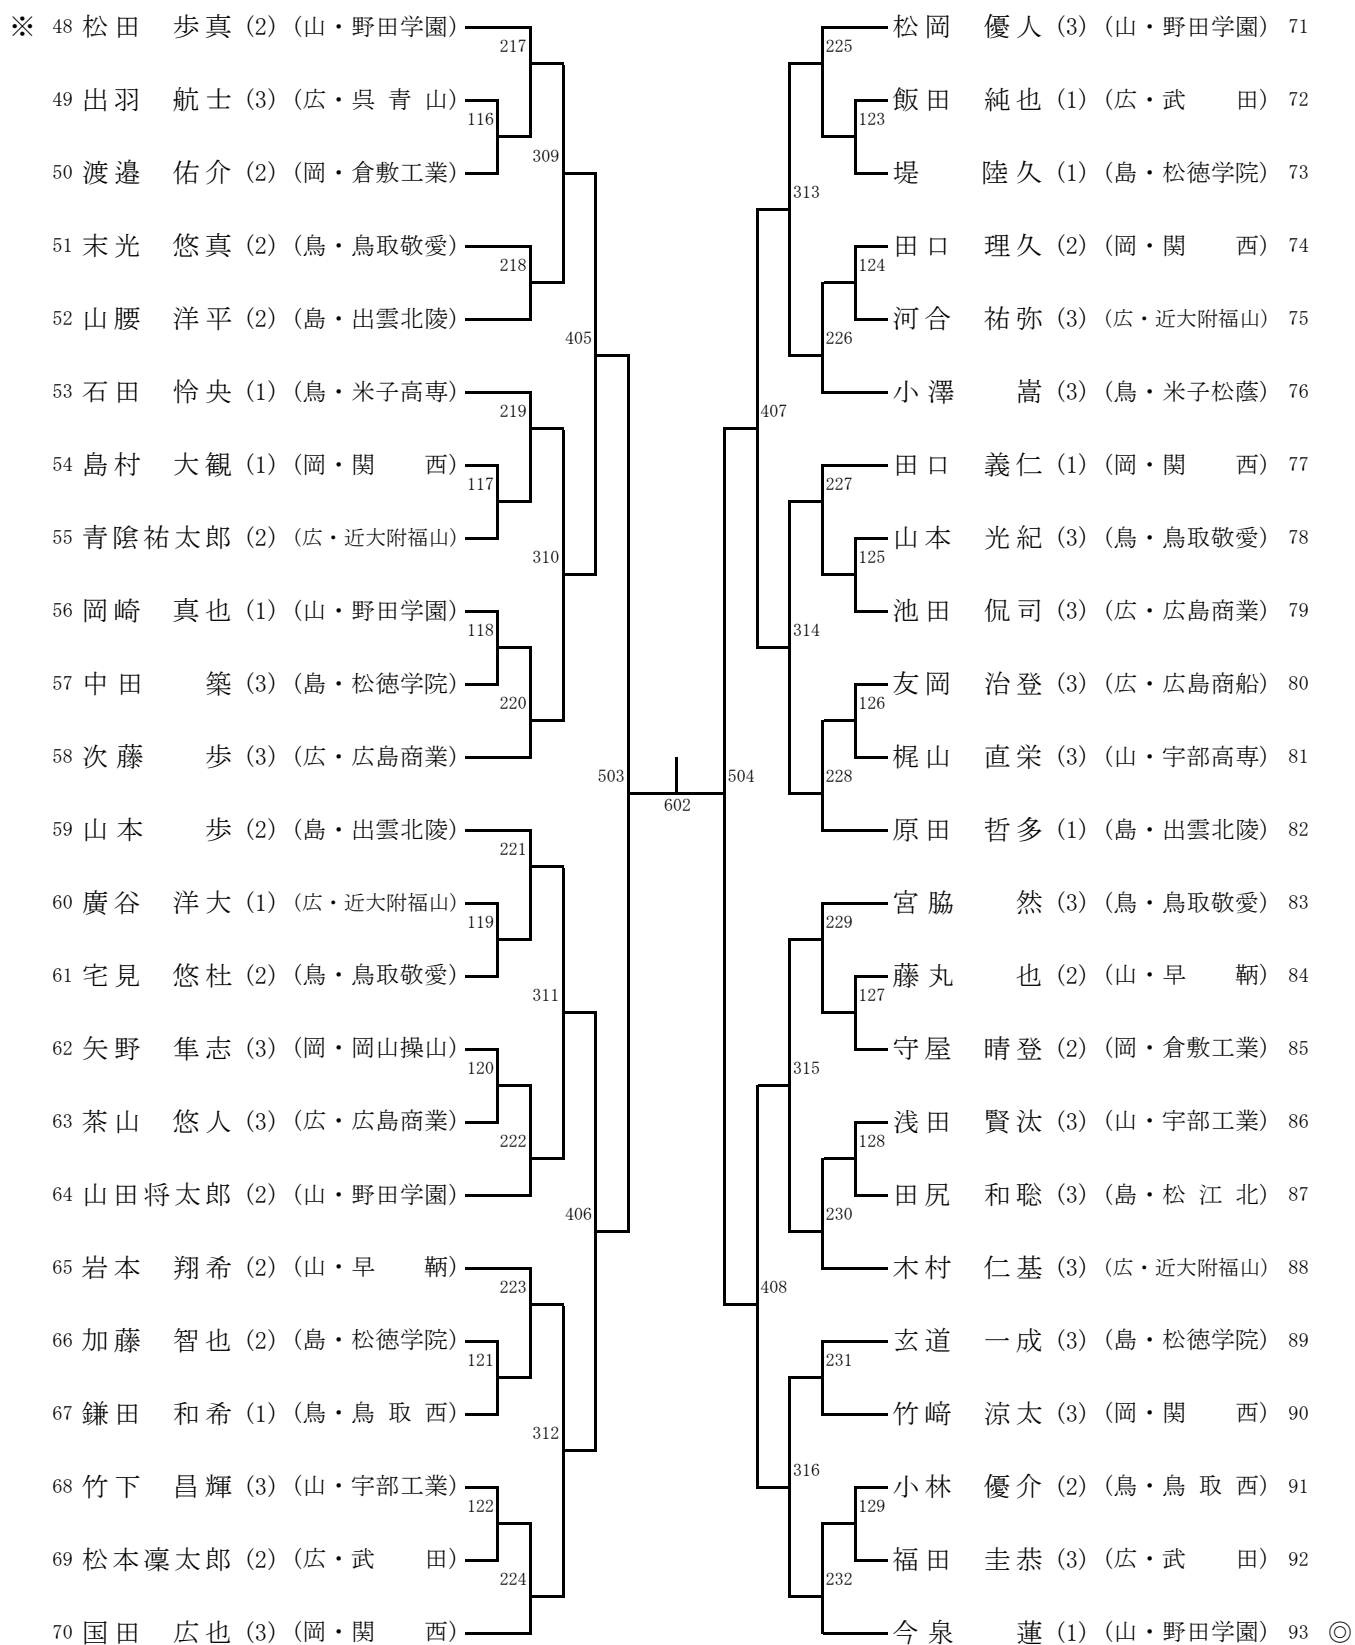 ※ 48 松田 歩真 (2) (山・野田学園)
217
49 出羽 航士 (3) (広・呉青山)
116
50 渡邉 佑介 (2) (岡・倉敷工業)
309
51 末光 悠真 (2) (鳥・鳥取敬愛)
218
52 山腰 洋平 (2) (島・出雲北陵)
405
53 石田 怜央 (1) (鳥・米子高専)
219
54 島村 大観 (1) (岡・関西)
117
55 青陰祐太郎 (2) (広・近大附福山)
310
56 岡崎 真也 (1) (山・野田学園)
118
57 中田 築 (3) (島・松徳学院)
220
58 次藤 歩 (3) (広・広島商業)
503
59 山本 歩 (2) (島・出雲北陵)
221
60 廣谷 洋大 (1) (広・近大附福山)
119
61 宅見 悠杜 (2) (鳥・鳥取敬愛)
311
62 矢野 隼志 (3) (岡・岡山操山)
120
63 茶山 悠人 (3) (広・広島商業)
222
64 山田将太郎 (2) (山・野田学園)
406
65 岩本 翔希 (2) (山・早鞆)
223
66 加藤 智也 (2) (島・松徳学院)
121
67 鎌田 和希 (1) (鳥・鳥取西)
312
68 竹下 昌輝 (3) (山・宇部工業)
122
69 松本凜太郎 (2) (広・武田)
224
70 国田 広也 (3) (岡・関西)
602
松岡 優人 (3) (山・野田学園) 71
225
飯田 純也 (1) (広・武田) 72
123
堤 陸久 (1) (島・松徳学院) 73
313
田口 理久 (2) (岡・関西) 74
124
河合 祐弥 (3) (広・近大附福山) 75
226
小澤 嵩 (3) (鳥・米子松蔭) 76
407
田口 義仁 (1) (岡・関西) 77
227
山本 光紀 (3) (鳥・鳥取敬愛) 78
125
池田 侃司 (3) (広・広島商業) 79
314
友岡 治登 (3) (広・広島商船) 80
126
梶山 直栄 (3) (山・宇部高専) 81
228
504
原田 哲多 (1) (島・出雲北陵) 82
宮脇 然 (3) (鳥・鳥取敬愛) 83
229
藤丸 也 (2) (山・早鞆) 84
127
守屋 晴登 (2) (岡・倉敷工業) 85
315
浅田 賢汰 (3) (山・宇部工業) 86
128
田尻 和聡 (3) (島・松江北) 87
230
木村 仁基 (3) (広・近大附福山) 88
408
玄道 一成 (3) (島・松徳学院) 89
231
竹﨑 涼太 (3) (岡・関西) 90
316
小林 優介 (2) (鳥・鳥取西) 91
129
福田 圭恭 (3) (広・武田) 92
232
今泉 蓮 (1) (山・野田学園) 93 ◎